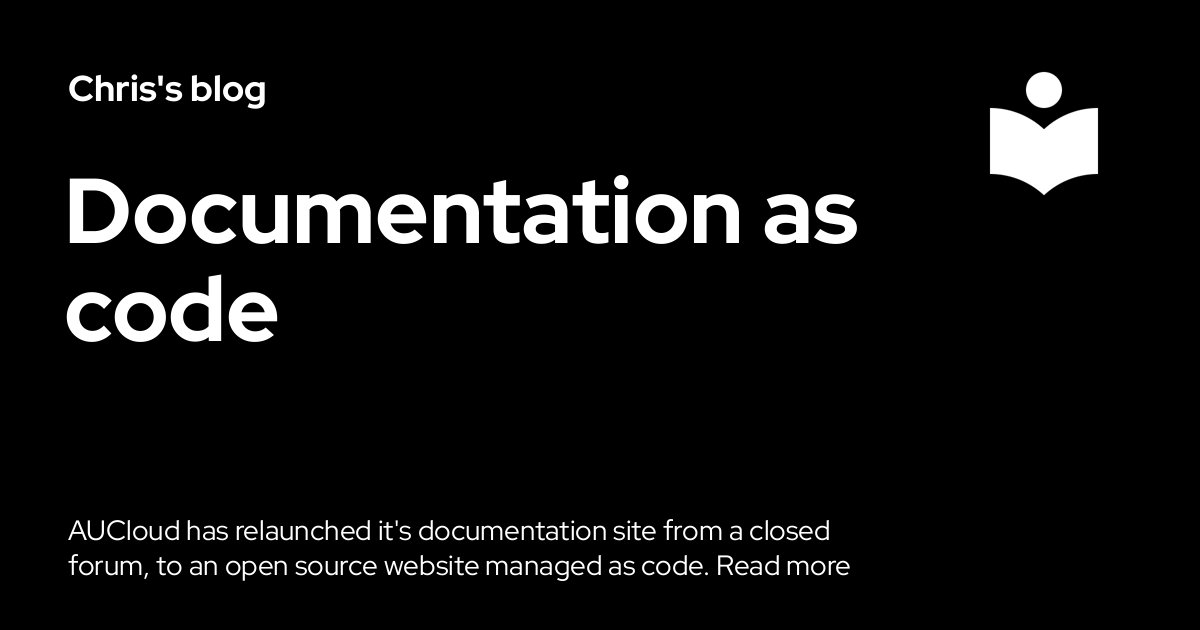 Chris's blog
Documentation as
code
AUCloud has relaunched it's documentation site from a closed
forum, to an open source website managed as code. Read more